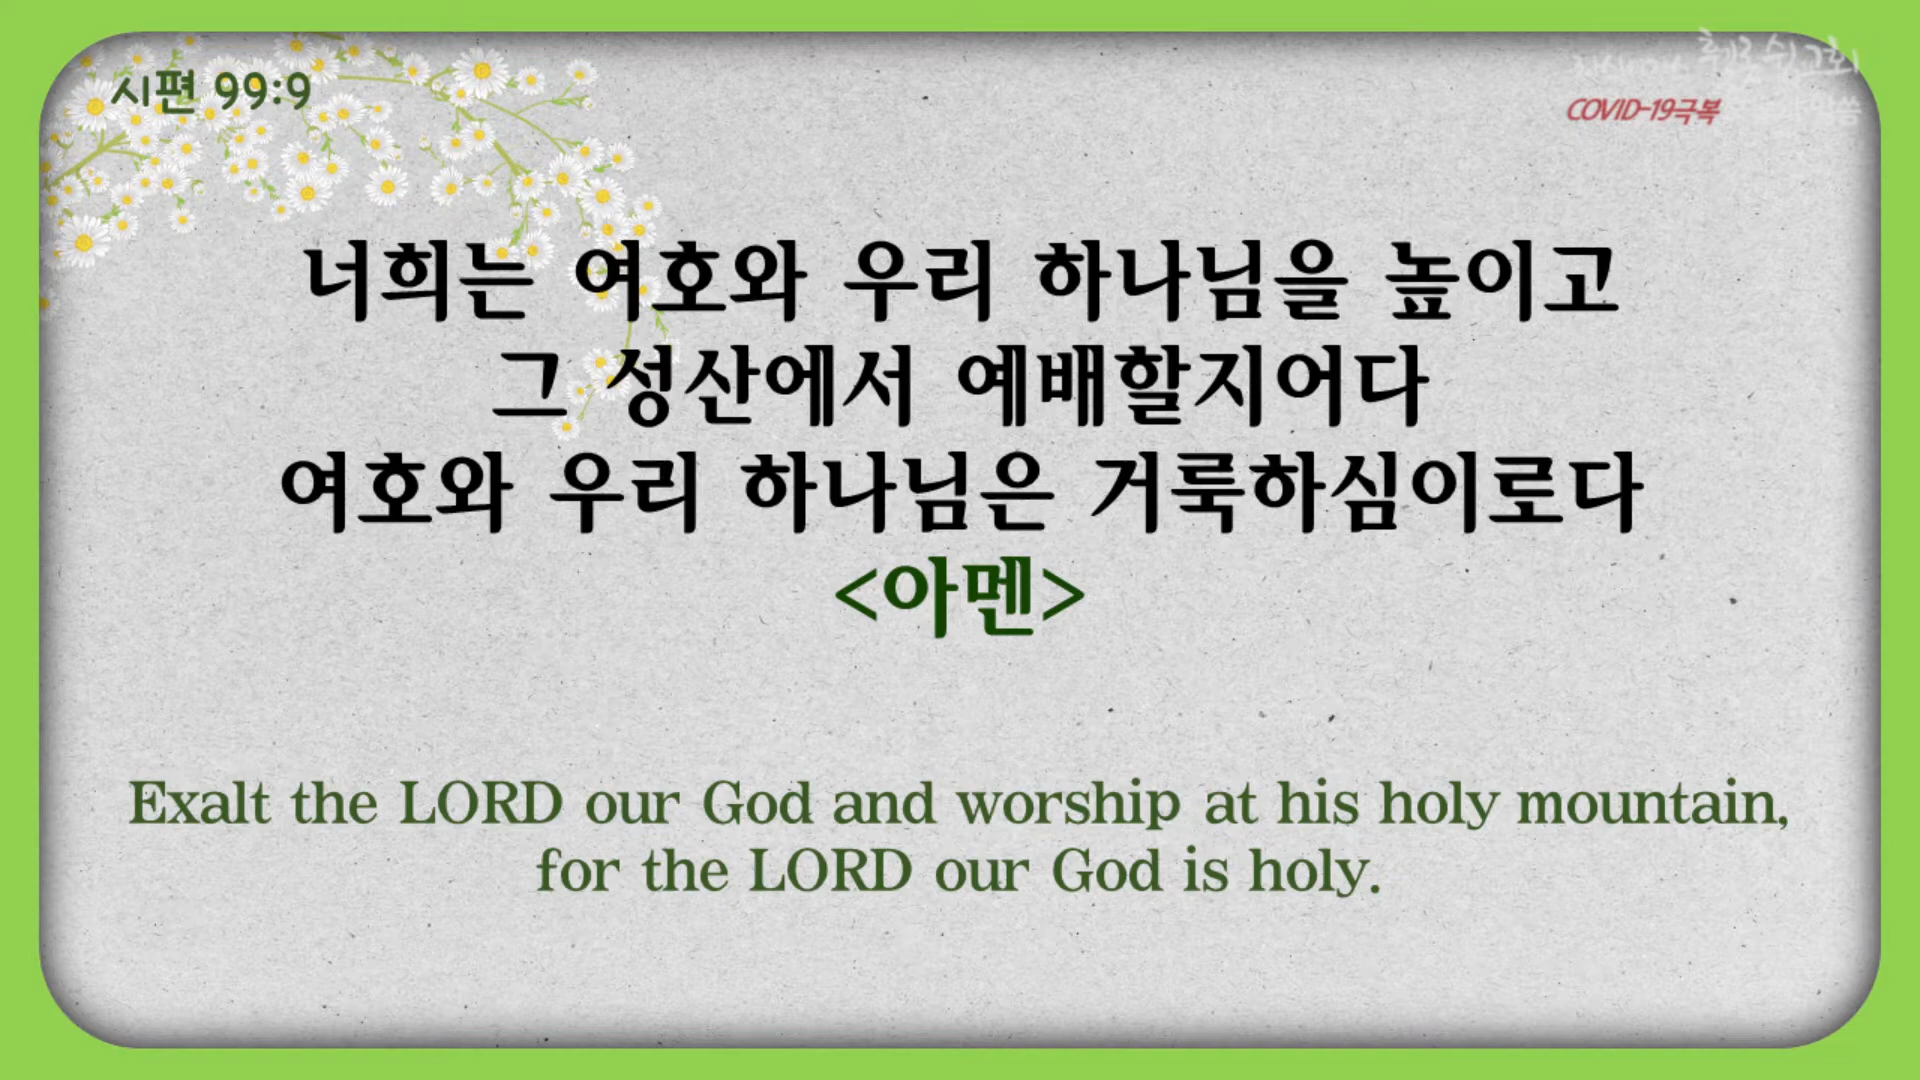 시편 99:9
COVID-19극복
너희는 여호와 우리 하나님을 높이고
그 성산에서 예배할지어다
여호와 우리 하나님은 거룩하심이로다
<아멘>
Exalt the LORD our God and worship at his holy mountain,
for the LORD our God is holy.